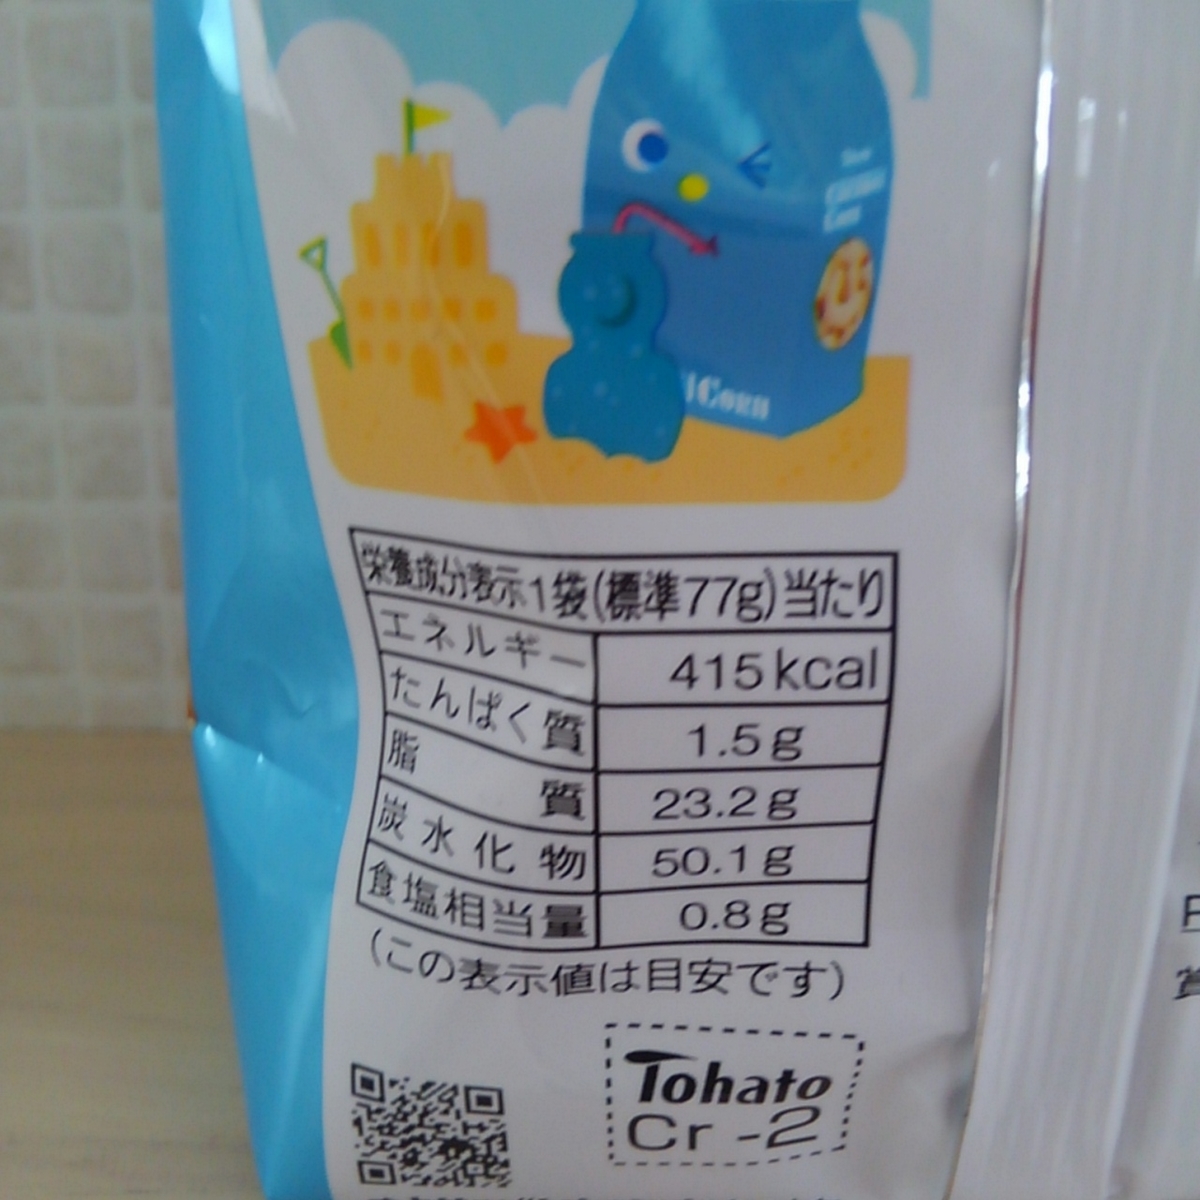 Corn
栄養成分表示1袋(標準77g)当たり
エネルギー 415kcal
たんぱく質 1.5g
脂質 23.2g
炭水化物 50.1g
食塩相当量 0.8g
(この表示値は目安です)
Tohato
Cr-2